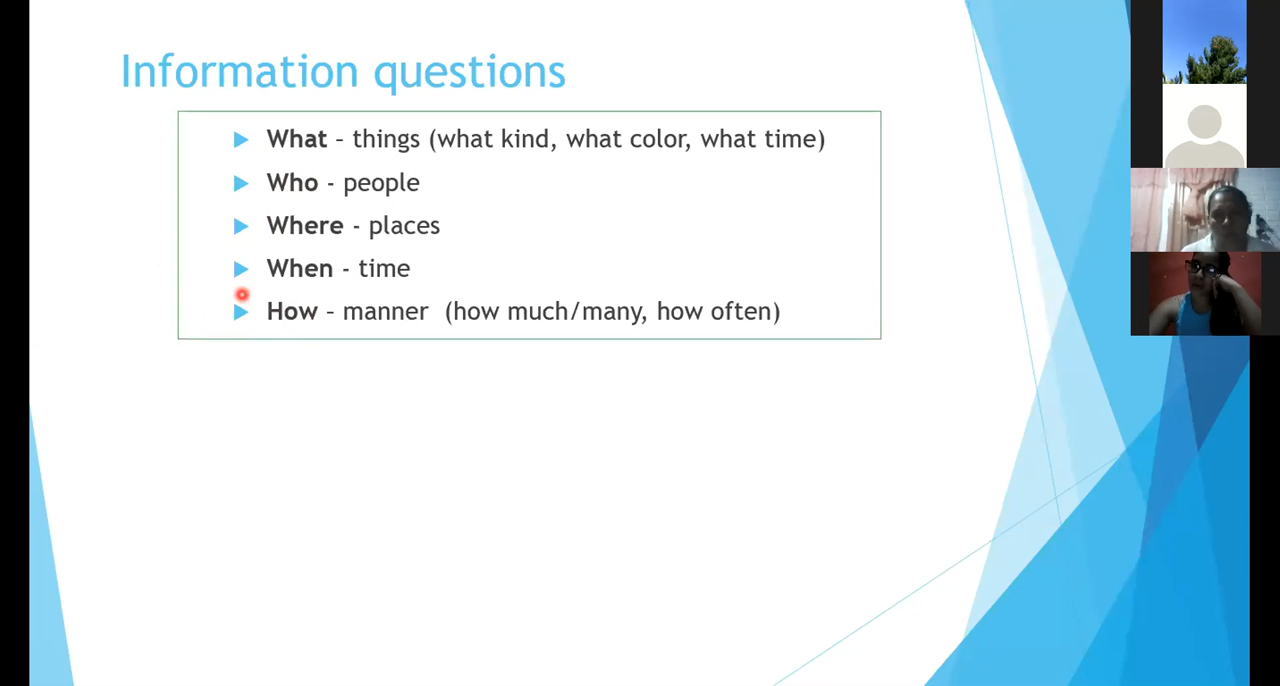 Information questions
What – things (what kind, what color, what time)
Who - people
Where - places
When - time
How – manner (how much/many, how often)